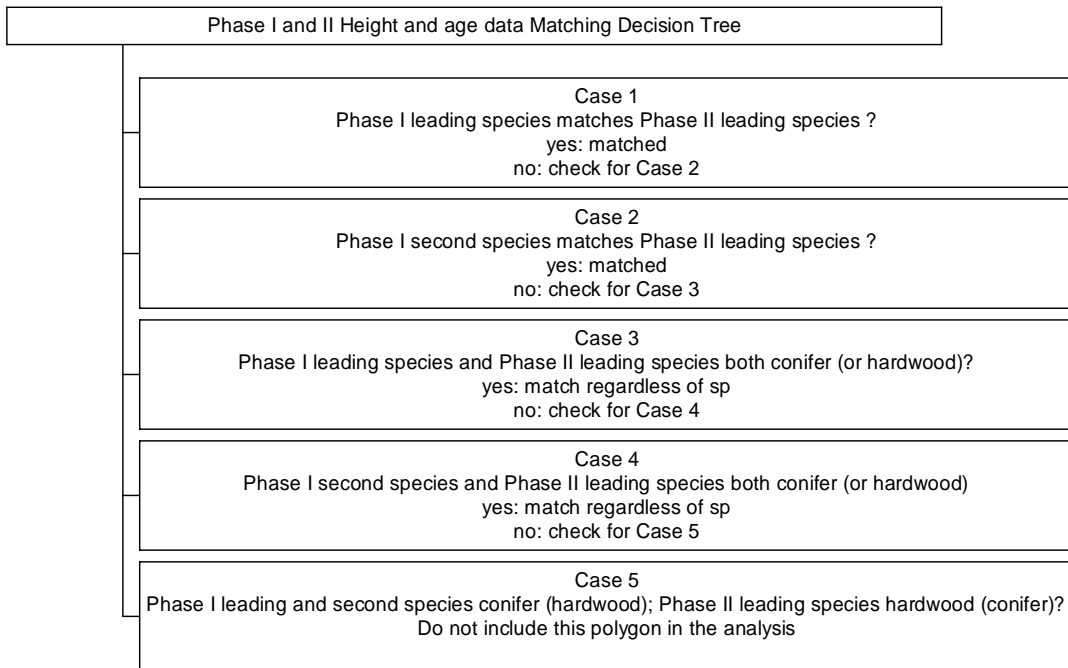 Phase I and II Height and age data Matching Decision Tree
Case 1
Phase I leading species matches Phase II leading species ?
yes: matched
no: check for Case 2
Case 2
Phase I second species matches Phase II leading species ?
yes: matched
no: check for Case 3
Case 3
Phase I leading species and Phase II leading species both conifer (or hardwood)?
yes: match regardless of sp
no: check for Case 4
Case 4
Phase I second species and Phase II leading species both conifer (or hardwood)
yes: match regardless of sp
no: check for Case 5
Case 5
Phase I leading and second species conifer (hardwood); Phase II leading species hardwood (conifer)?
Do not include this polygon in the analysis